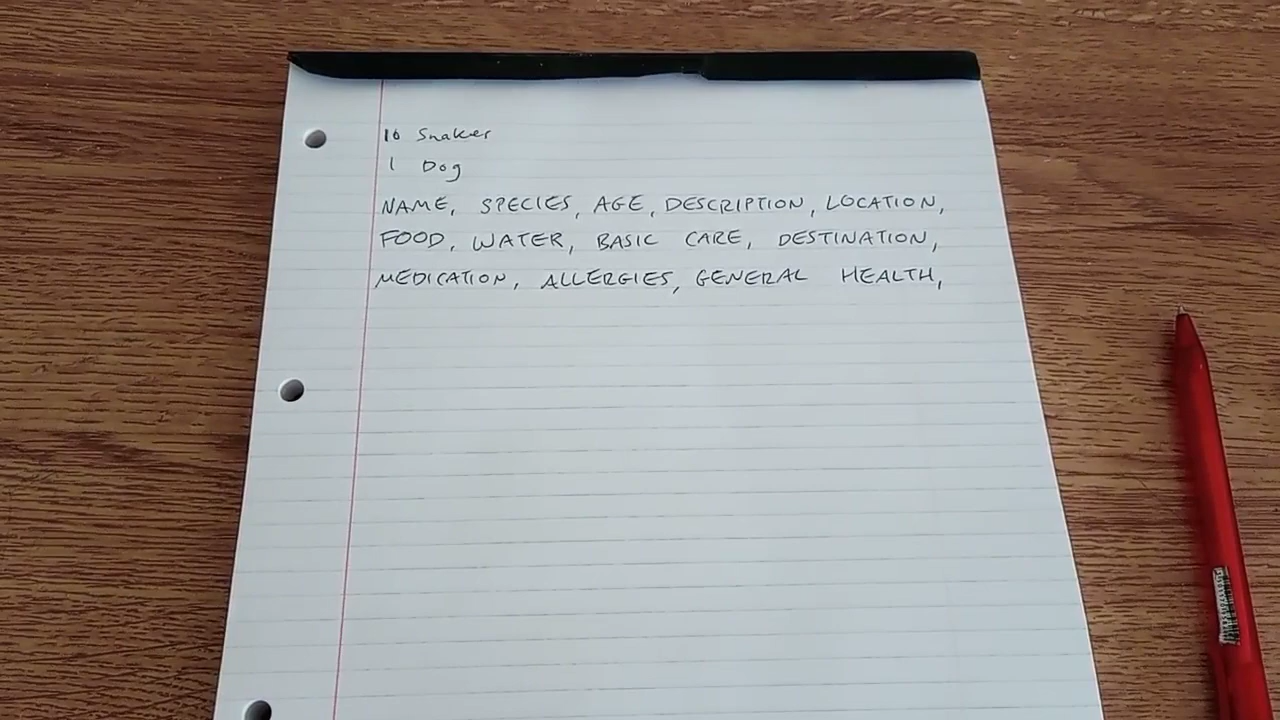 10 Snakes
1 Dog
NAME, SPECIES, AGE, DESCRIPTION, LOCATION,
FOOD, WATER, BASIC CARE, DESTINATION,
MEDICATION, ALLERGIES, GENERAL HEALTH,